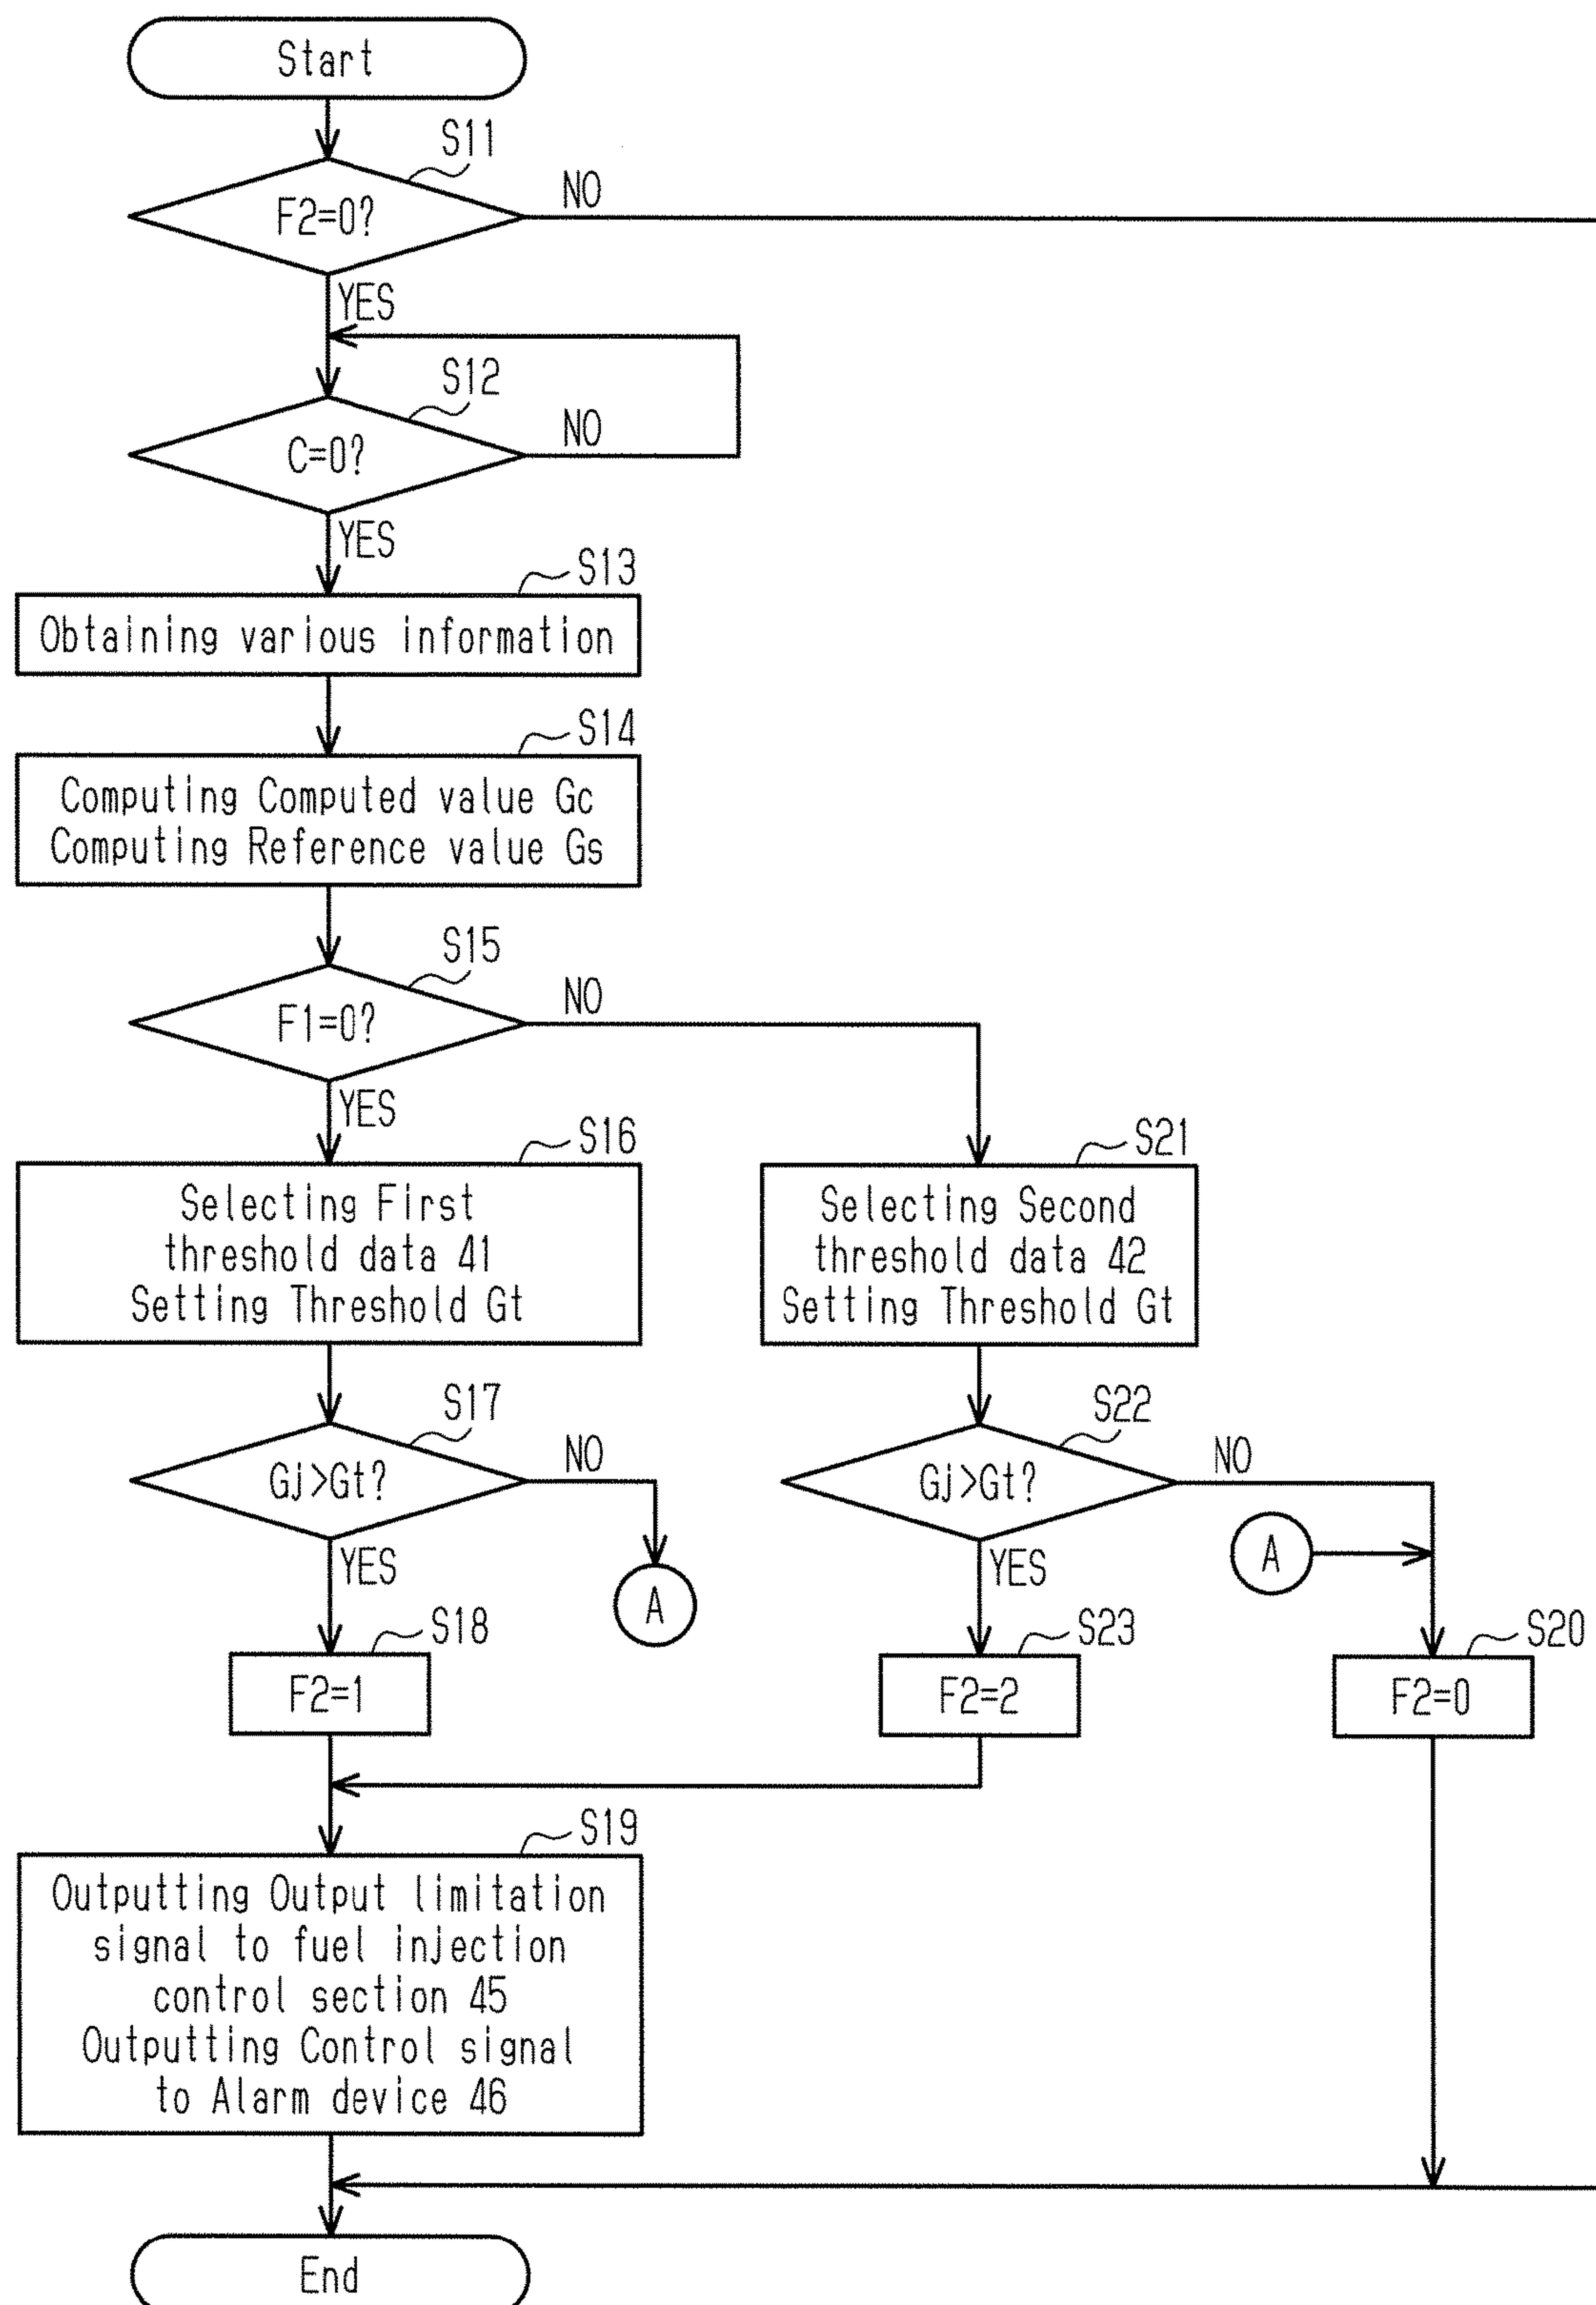 Start
S11
F2=0?
NO
YES
S12
C=0?
NO
YES
S13
Obtaining various information
S14
Computing Computed value Gc
Computing Reference value Gs
S15
F1=0?
NO
YES
S16
Selecting First
threshold data 41
Setting Threshold Gt
S21
Selecting Second
threshold data 42
Setting Threshold Gt
S17
Gj>Gt?
NO
YES
A
S22
Gj>Gt?
NO
YES
A
S18
F2=1
S23
F2=2
S20
F2=0
S19
Outputting Output limitation
signal to fuel injection
control section 45
Outputting Control signal
to Alarm device 46
End